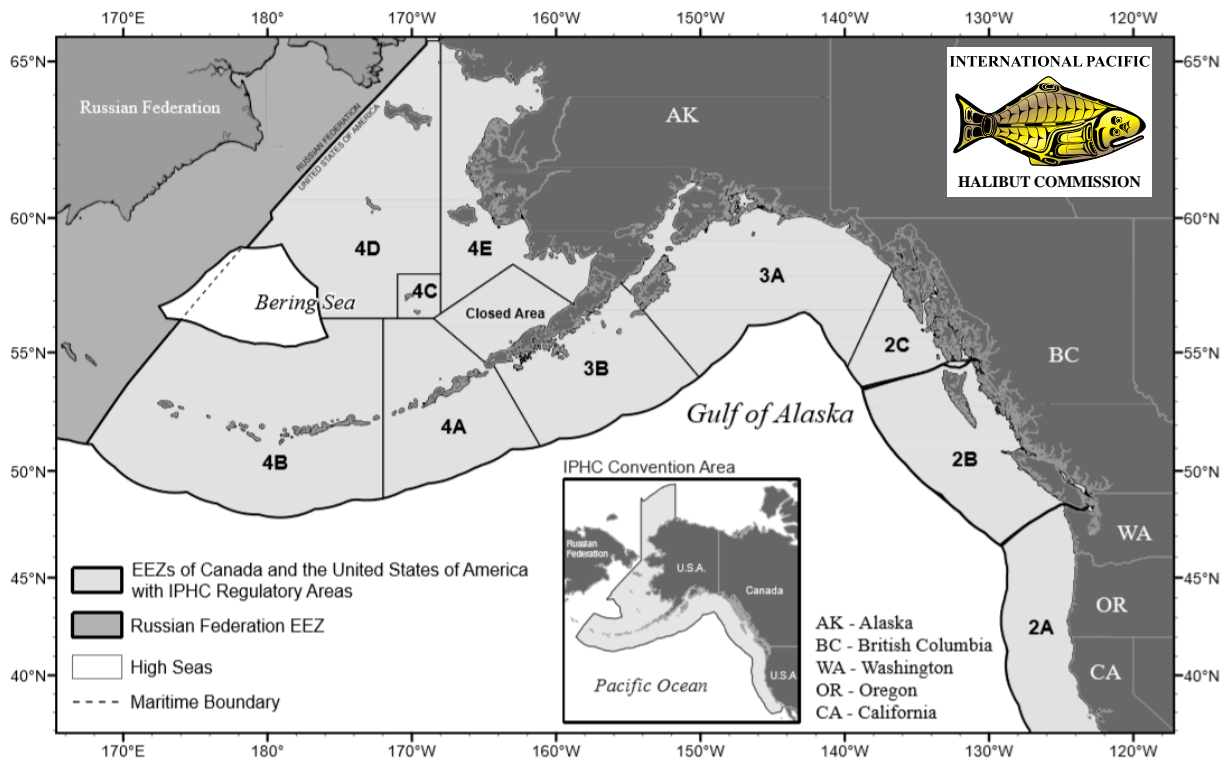 170°E 180° 170°W 160°W 150°W 140°W 130°W 120°W
65°N
65°N
INTERNATIONAL PACIFIC
HALIBUT COMMISSION
Russian Federation
RUSSIAN FEDERATION
UNITED STATES OF AMERICA
AK
60°N
60°N
4D
4E
3A
4C
Bering Sea
Closed Area
55°N
2C
55°N
BC
3B
Gulf of Alaska
4A
4B
2B
50°N
50°N
IPHC Convention Area
Russian
Federation
U.S.A.
Canada
U.S.A
Pacific Ocean
WA
EEZs of Canada and the United States of America
with IPHC Regulatory Areas
45°N
45°N
OR
Russian Federation EEZ
2A
High Seas
CA
40°N
40°N
Maritime Boundary
AK - Alaska
BC - British Columbia
WA - Washington
OR - Oregon
CA - California
170°E 180° 170°W 160°W 150°W 140°W 130°W 120°W